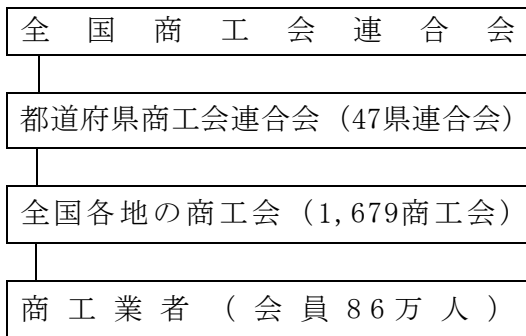 全国商工会連合会
都道府県商工会連合会（47県連合会）
全国各地の商工会（1,679商工会）
商工業者（会員86万人）